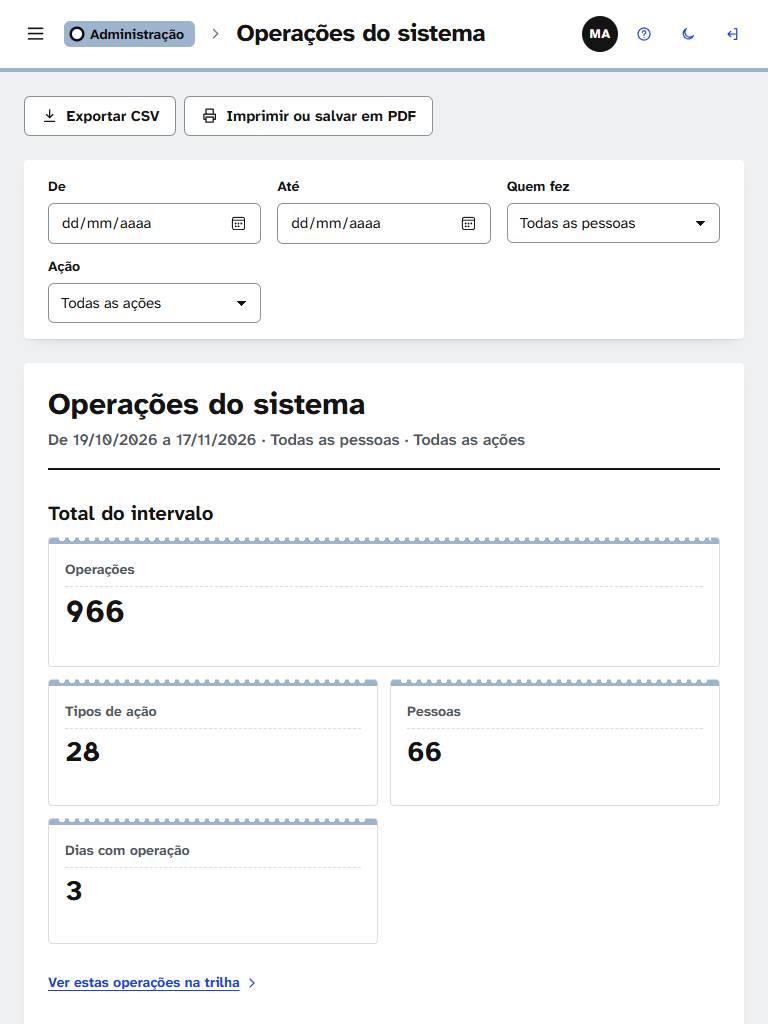 Administração
Operações do sistema
MA
Exportar CSV
Imprimir ou salvar em PDF
De
Até
Quem fez
dd/mm/aaaa
dd/mm/aaaa
Todas as pessoas
Ação
Todas as ações
Operações do sistema
De 19/10/2026 a 17/11/2026 · Todas as pessoas · Todas as ações
Total do intervalo
Operações
966
Tipos de ação
28
Pessoas
66
Dias com operação
3
Ver estas operações na trilha